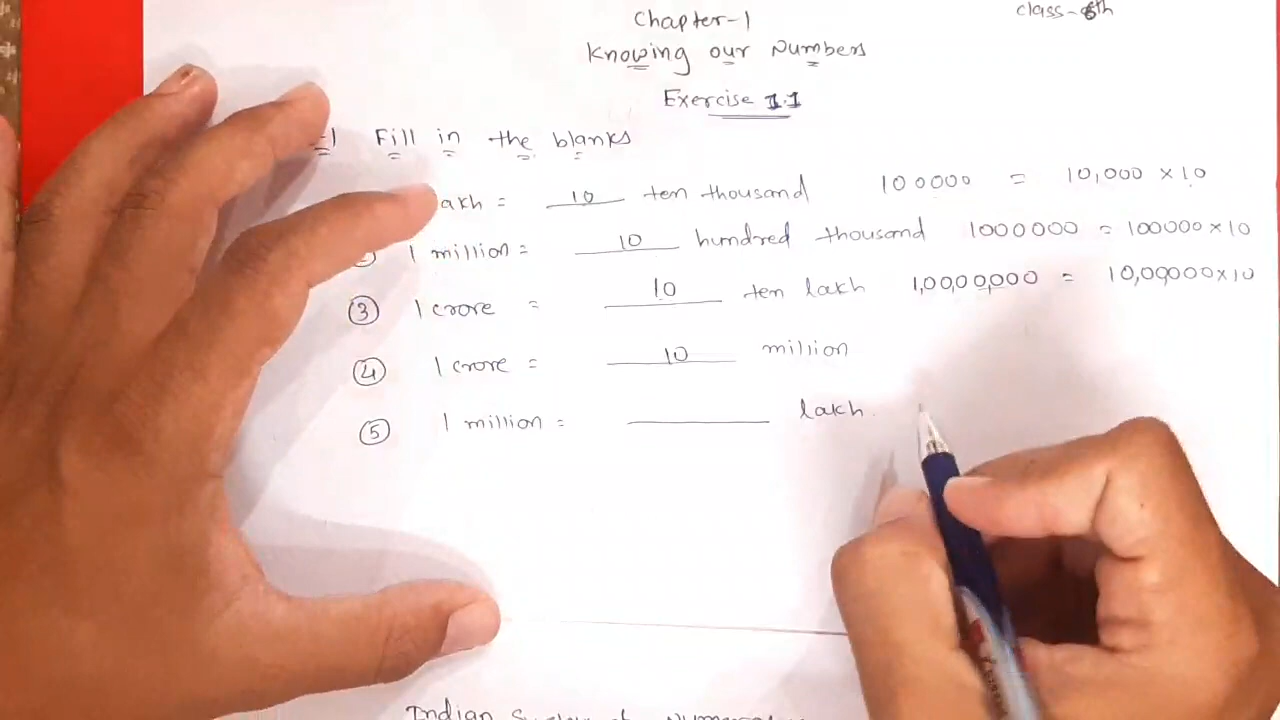 Chapter-1
class-6th
Knowing our Numbers
Exercise 1.1
Fill in the blanks
akh = 10 ten thousand 100000 = 10,000 × 10
1 million = 10 hundred thousand 1000000 = 100000 × 10
③ 1 crore = 10 ten lakh 1,00,00,000 = 10,00000 × 10
④ 1 crore = 10 million
⑤ 1 million = ________ lakh.
Indian